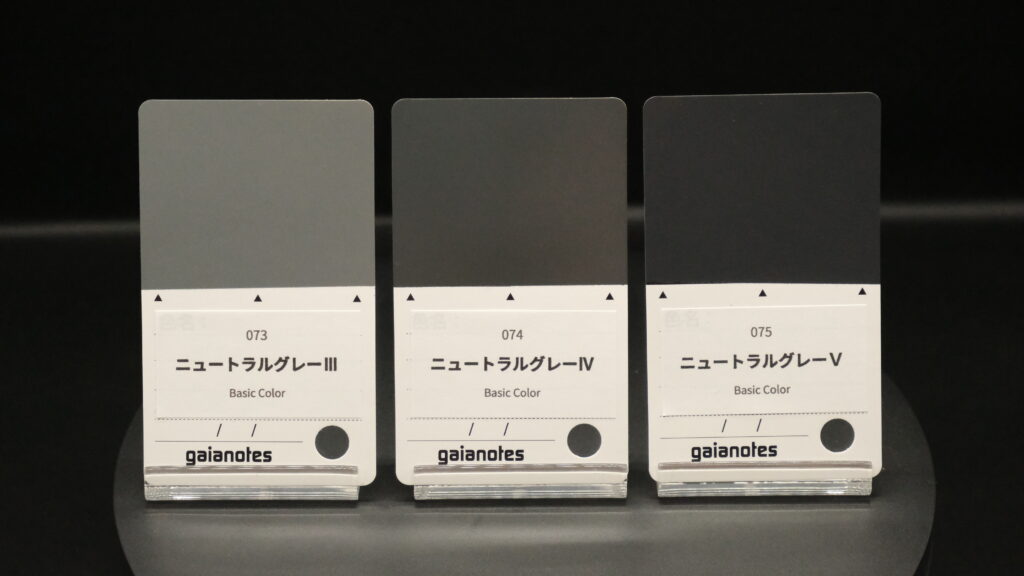 073
ニュートラルグレーⅢ
Basic Color
/ /
gaianotes
074
ニュートラルグレーⅣ
Basic Color
/ /
gaianotes
色名
075
ニュートラルグレーⅤ
Basic Color
/ /
gaianotes